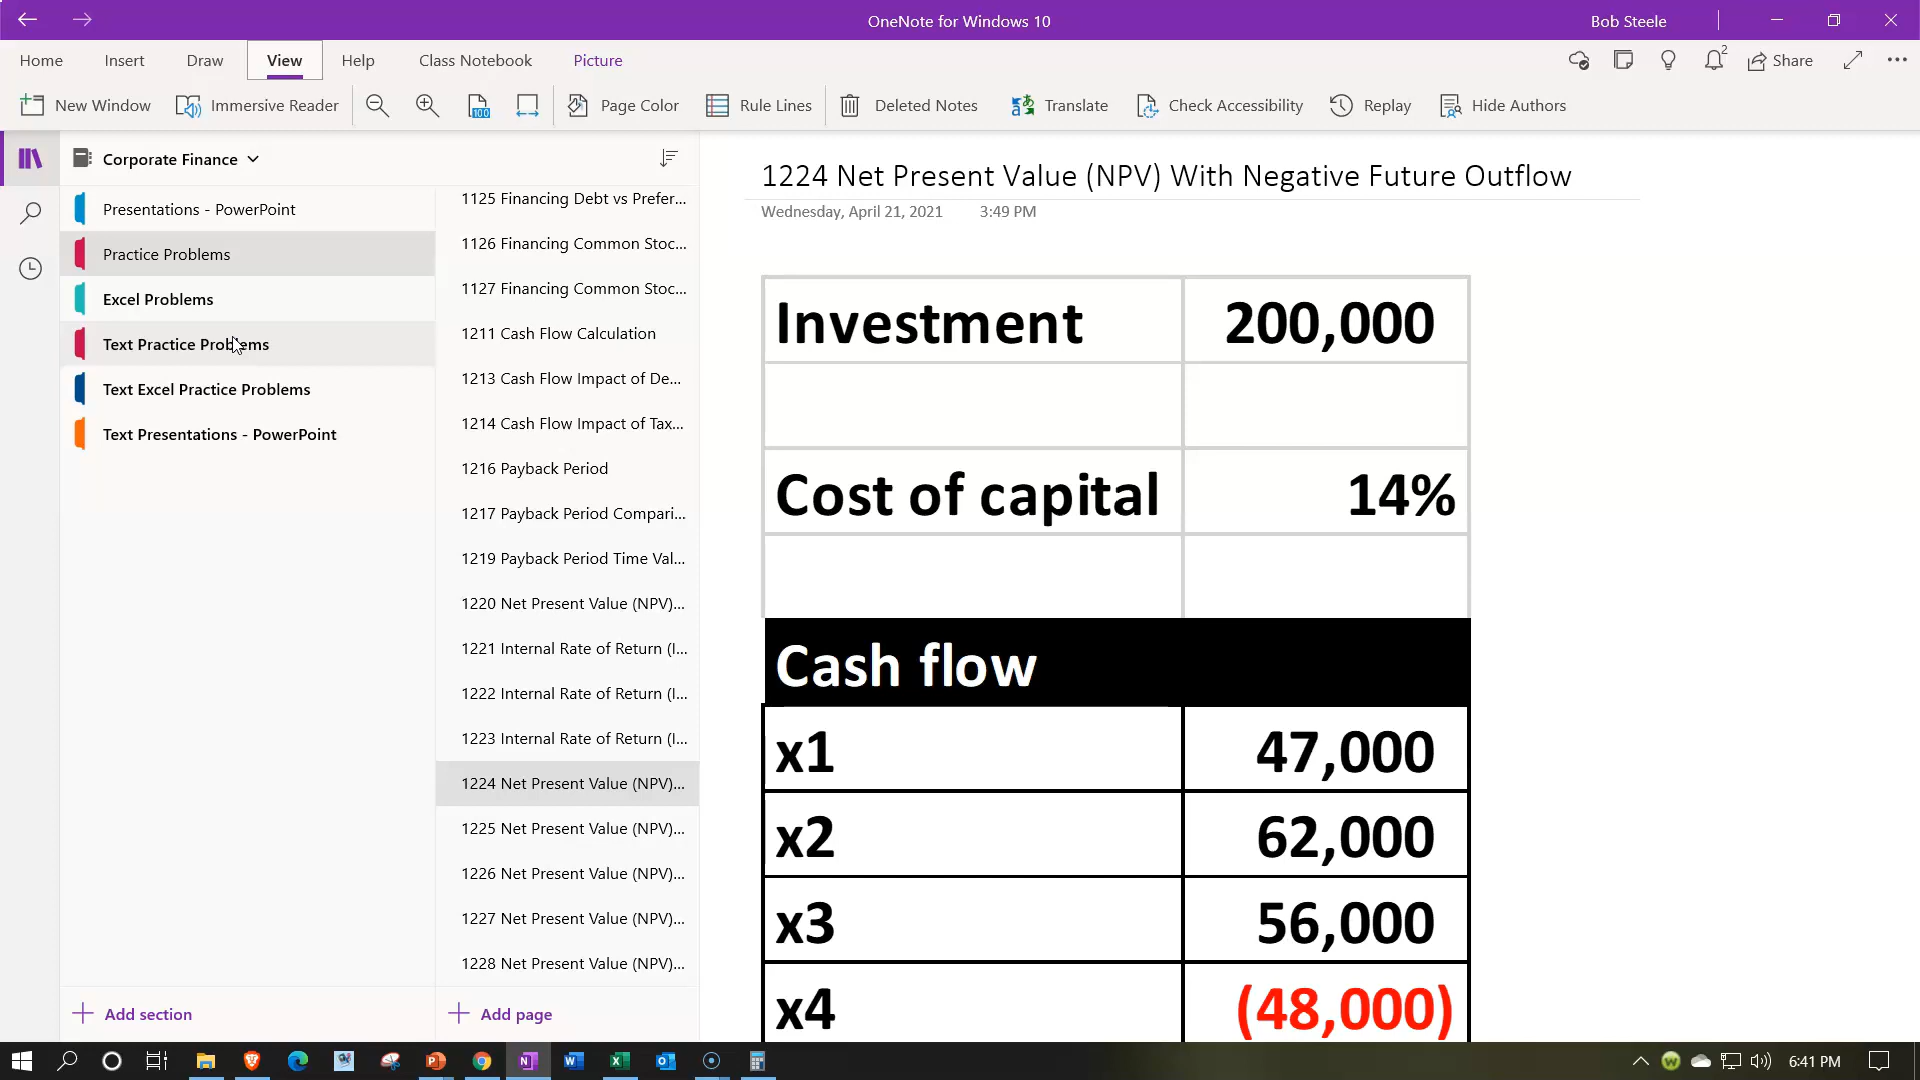 OneNote for Windows 10
Bob Steele
Home Insert Draw View Help Class Notebook Picture
2
Share
New Window Immersive Reader 100 Page Color Rule Lines Deleted Notes Translate Check Accessibility Replay Hide Authors
Corporate Finance
Presentations - PowerPoint
Practice Problems
Excel Problems
Text Practice Problems
Text Excel Practice Problems
Text Presentations - PowerPoint
Add section
1125 Financing Debt vs Prefer...
1126 Financing Common Stoc...
1127 Financing Common Stoc...
1211 Cash Flow Calculation
1213 Cash Flow Impact of De...
1214 Cash Flow Impact of Tax...
1216 Payback Period
1217 Payback Period Compari...
1219 Payback Period Time Val...
1220 Net Present Value (NPV)...
1221 Internal Rate of Return (I...
1222 Internal Rate of Return (I...
1223 Internal Rate of Return (I...
1224 Net Present Value (NPV)...
1225 Net Present Value (NPV)...
1226 Net Present Value (NPV)...
1227 Net Present Value (NPV)...
1228 Net Present Value (NPV)...
Add page
1224 Net Present Value (NPV) With Negative Future Outflow
Wednesday, April 21, 2021 3:49 PM
Investment 200,000
Cost of capital 14%
Cash flow
x1 47,000
x2 62,000
x3 56,000
x4 (48,000)
6:41 PM